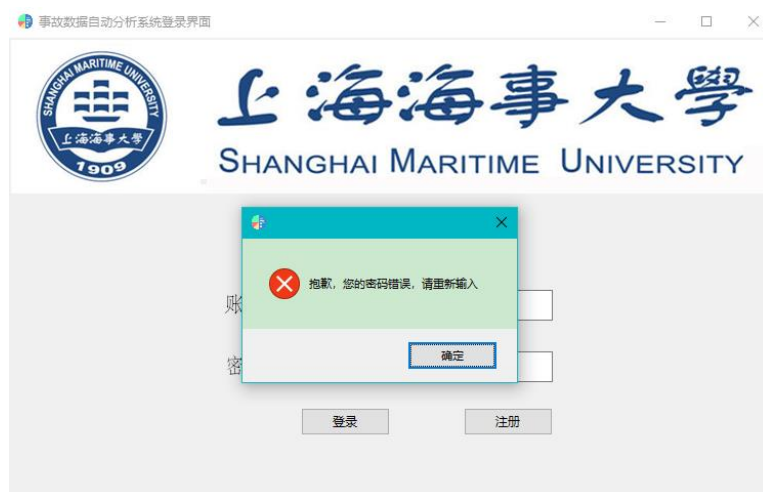 事故数据自动分析系统登录界面
SHANGHAI MARITIME UNIVERSITY
上海海事大学
1909
上海海事大學
SHANGHAI MARITIME UNIVERSITY
抱歉，您的密码错误，请重新输入
账
确定
密
登录
注册